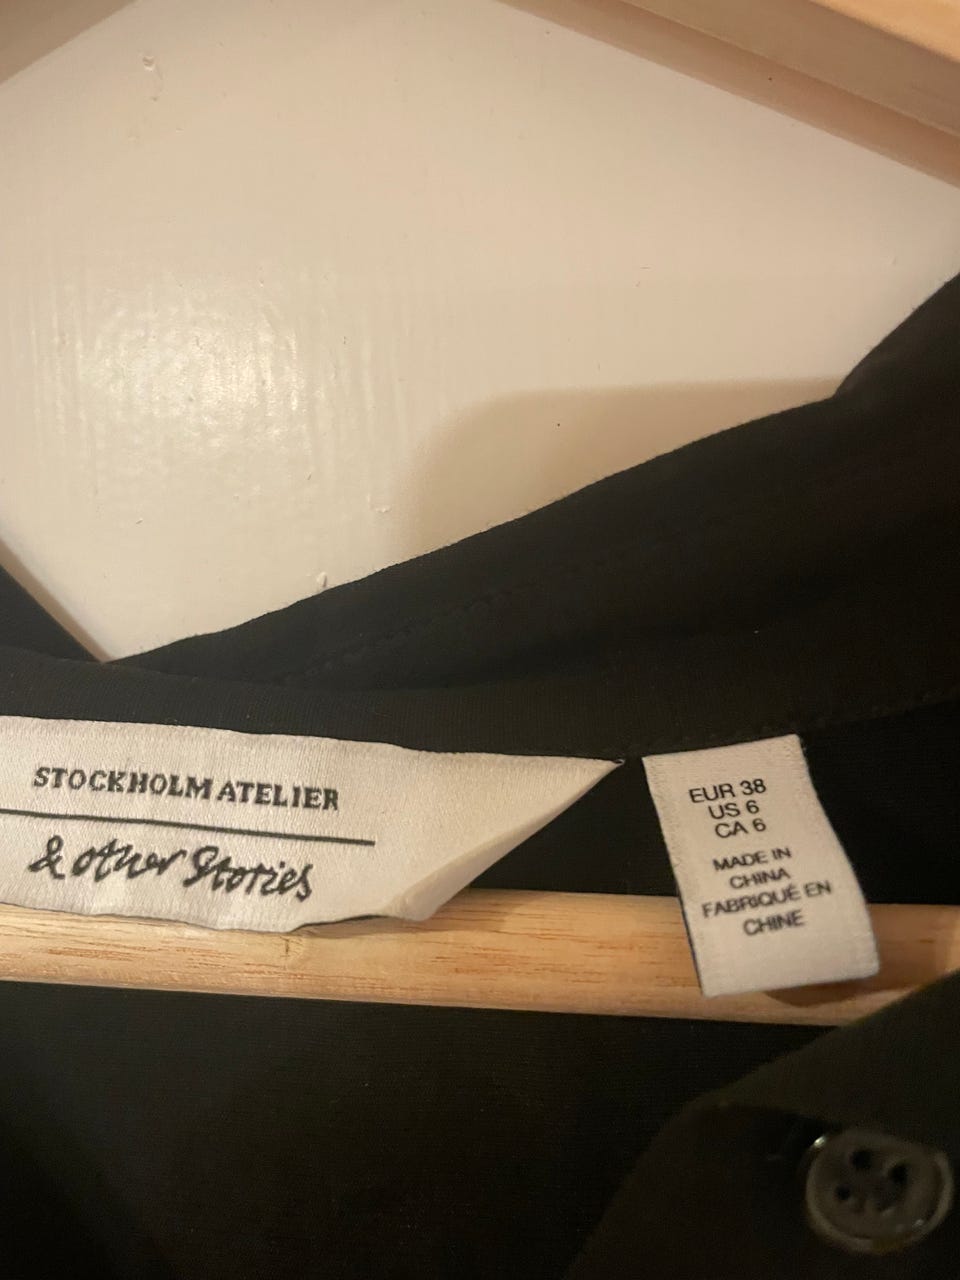 STOCKHOLM ATELIER
& other Stories
EUR 38
US 6
CA 6
MADE IN
CHINA
FABRIQUÉ EN
CHINE